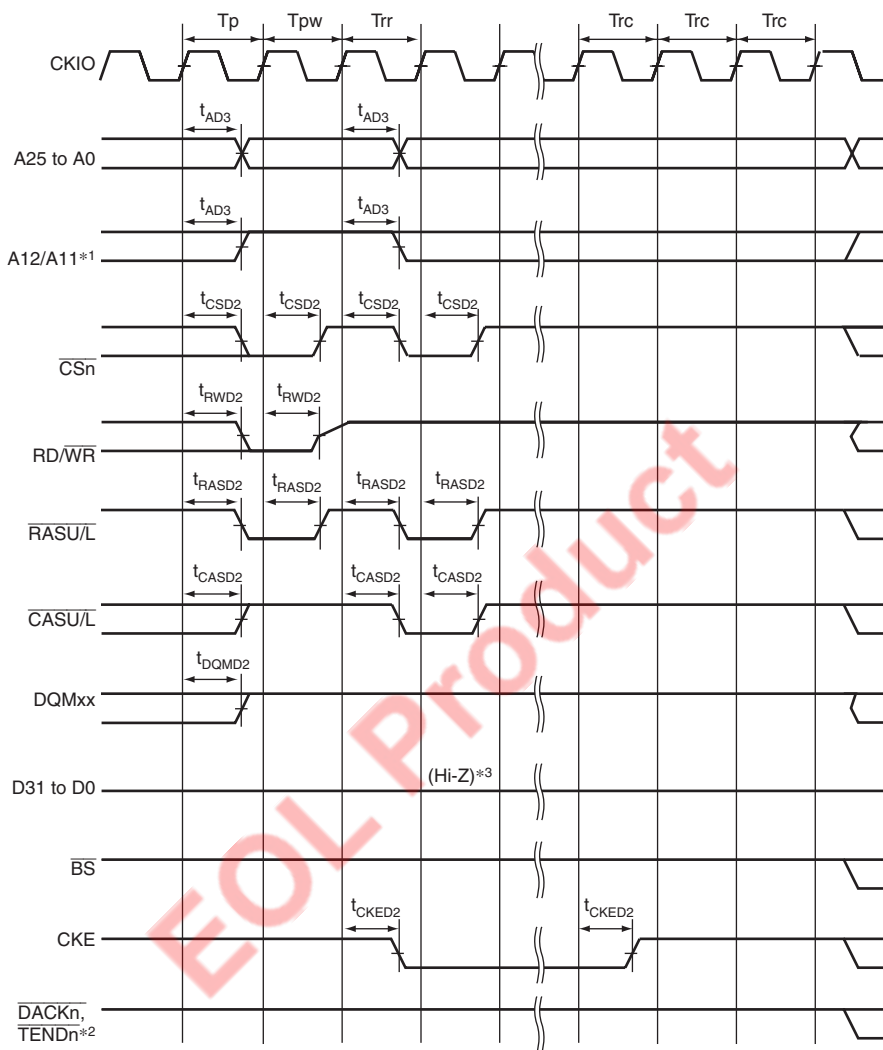 Tp Tpw Trr Trc Trc Trc
CKIO
tAD3 tAD3
A25 to A0
tAD3 tAD3
A12/A11*1
tCSD2 tCSD2 tCSD2 tCSD2
CSn
tRWD2 tRWD2
RD/WR
tRASD2 tRASD2 tRASD2 tRASD2
RASU/L
tCASD2 tCASD2 tCASD2
CASU/L
tDQMD2
DQMxx
(Hi-Z)*3
D31 to D0
BS
tCKED2 tCKED2
CKE
DACKn,
TENDn*2
EOL Product